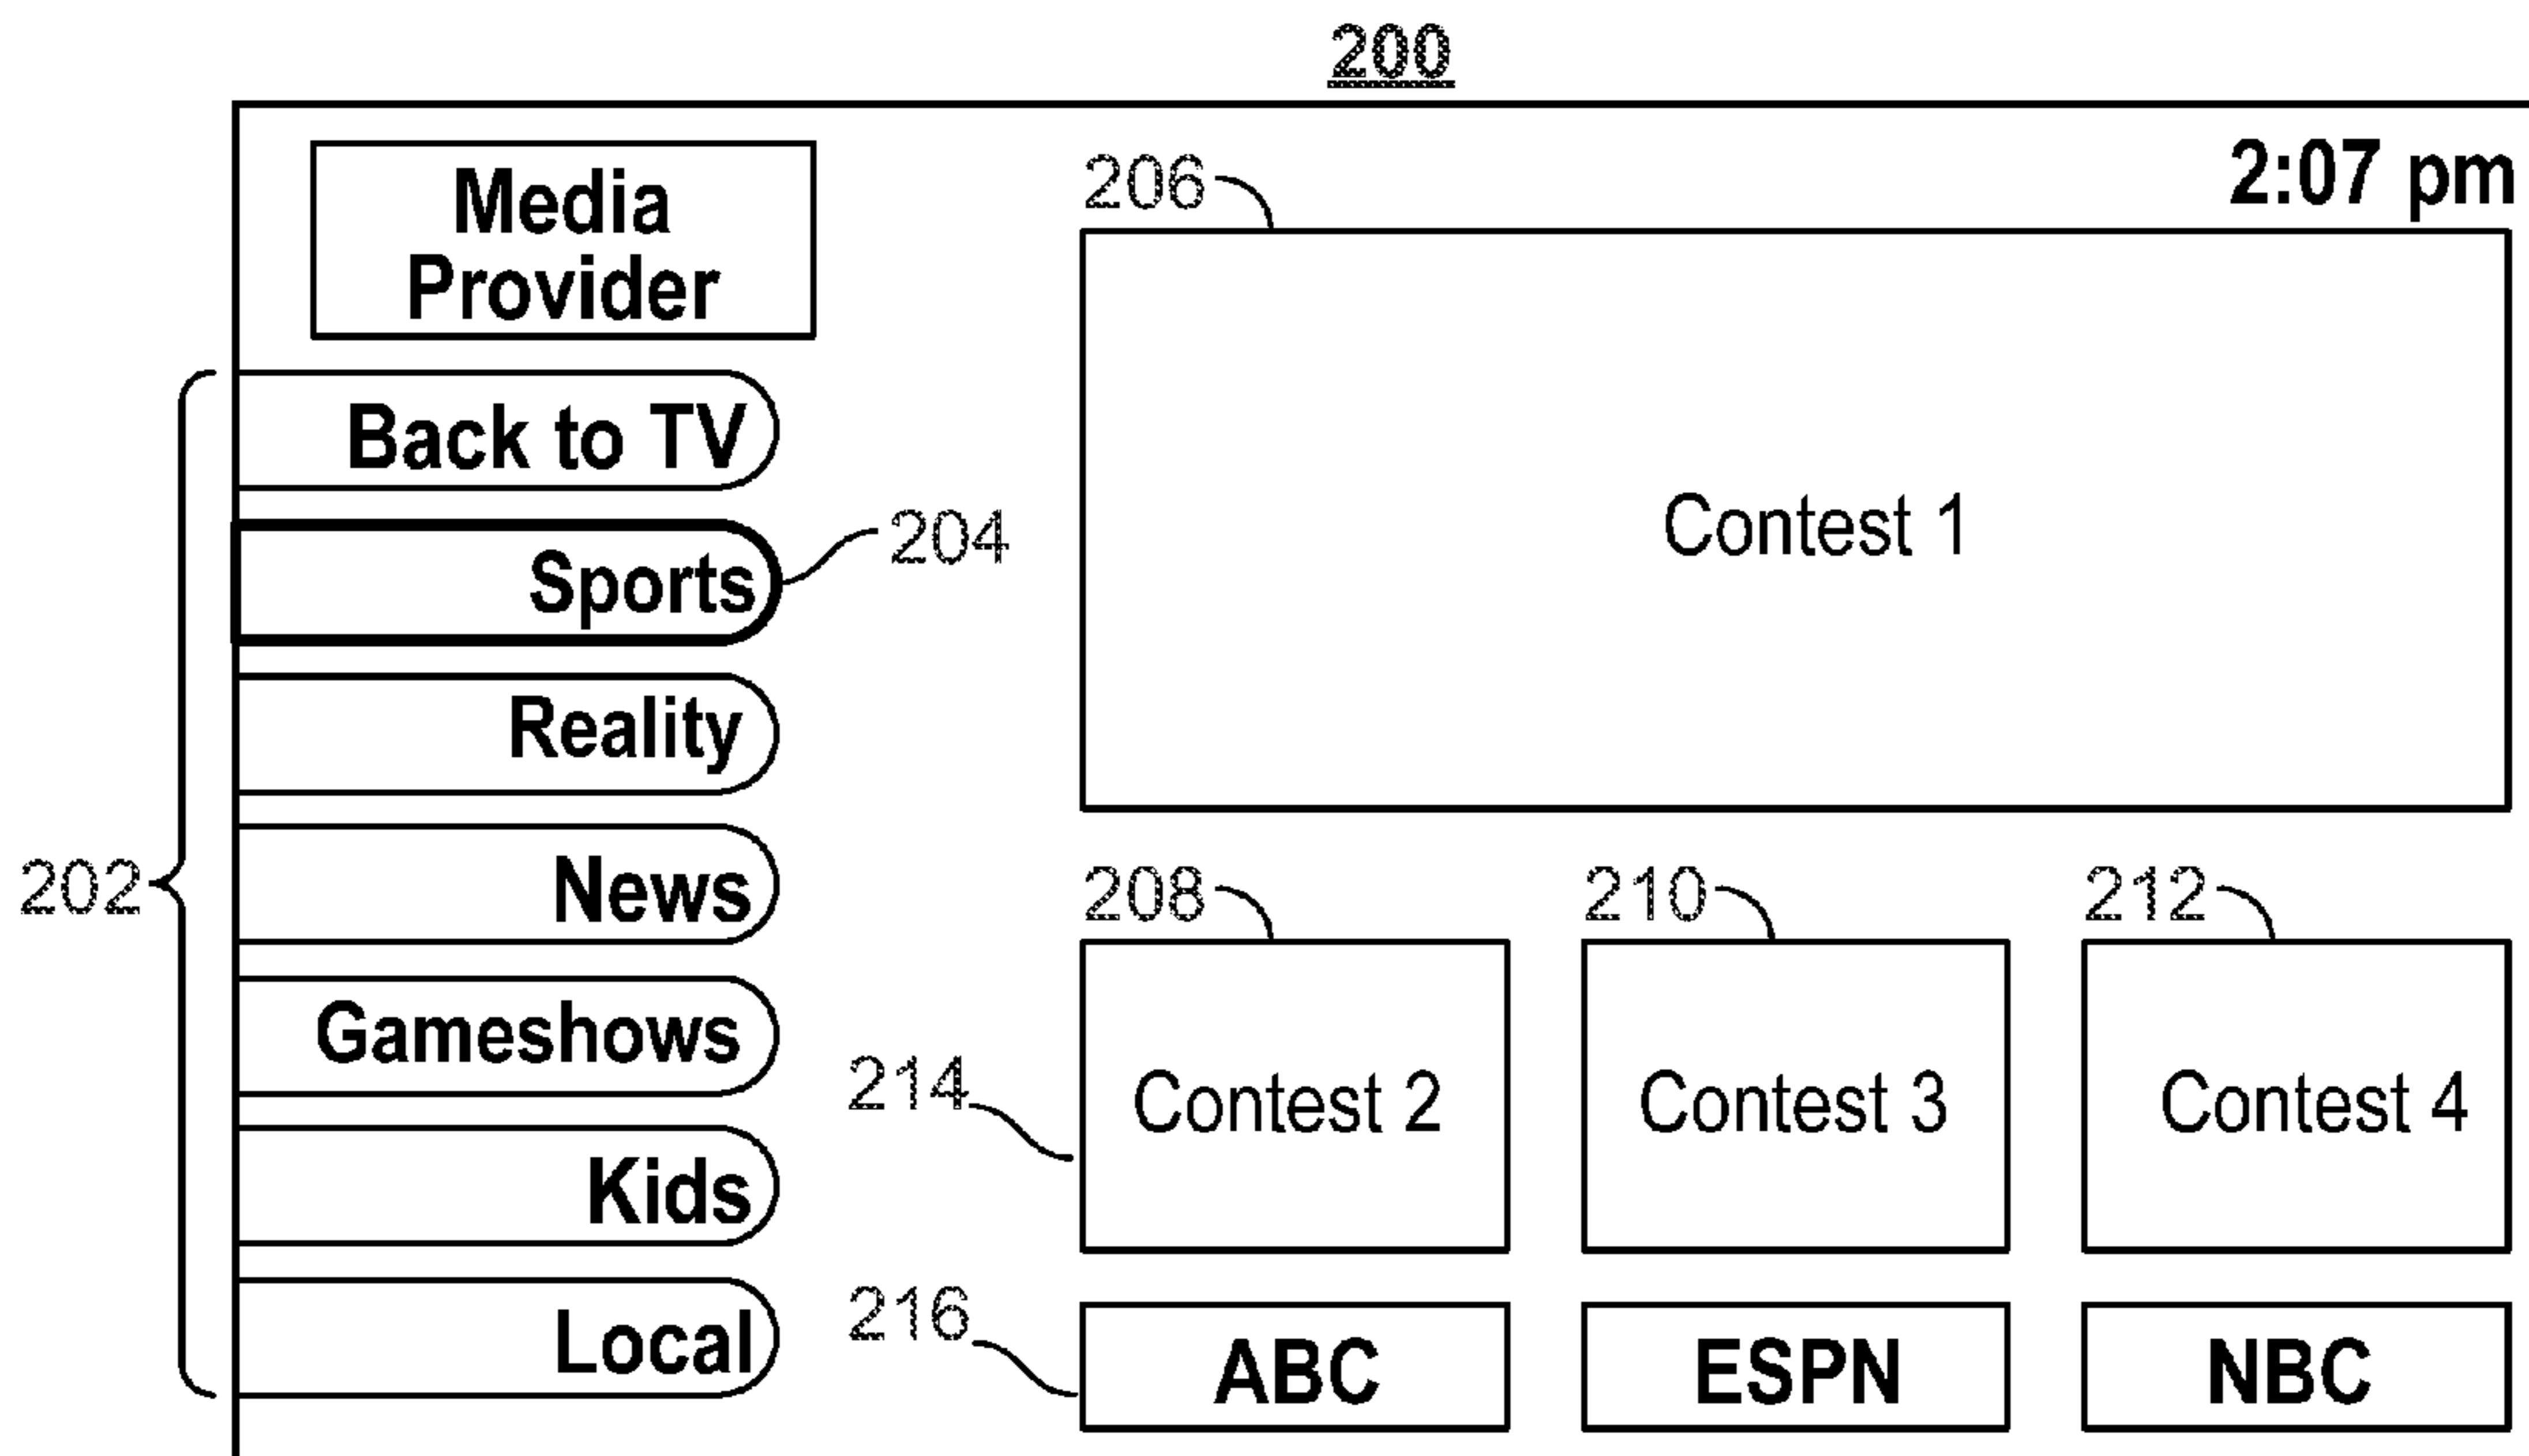 200
Media
Provider
2:07 pm
206
Back to TV
Contest 1
Sports
204
Reality
News
202
208
210
212
Gameshows
214
Contest 2
Contest 3
Contest 4
Kids
Local
216
ABC
ESPN
NBC